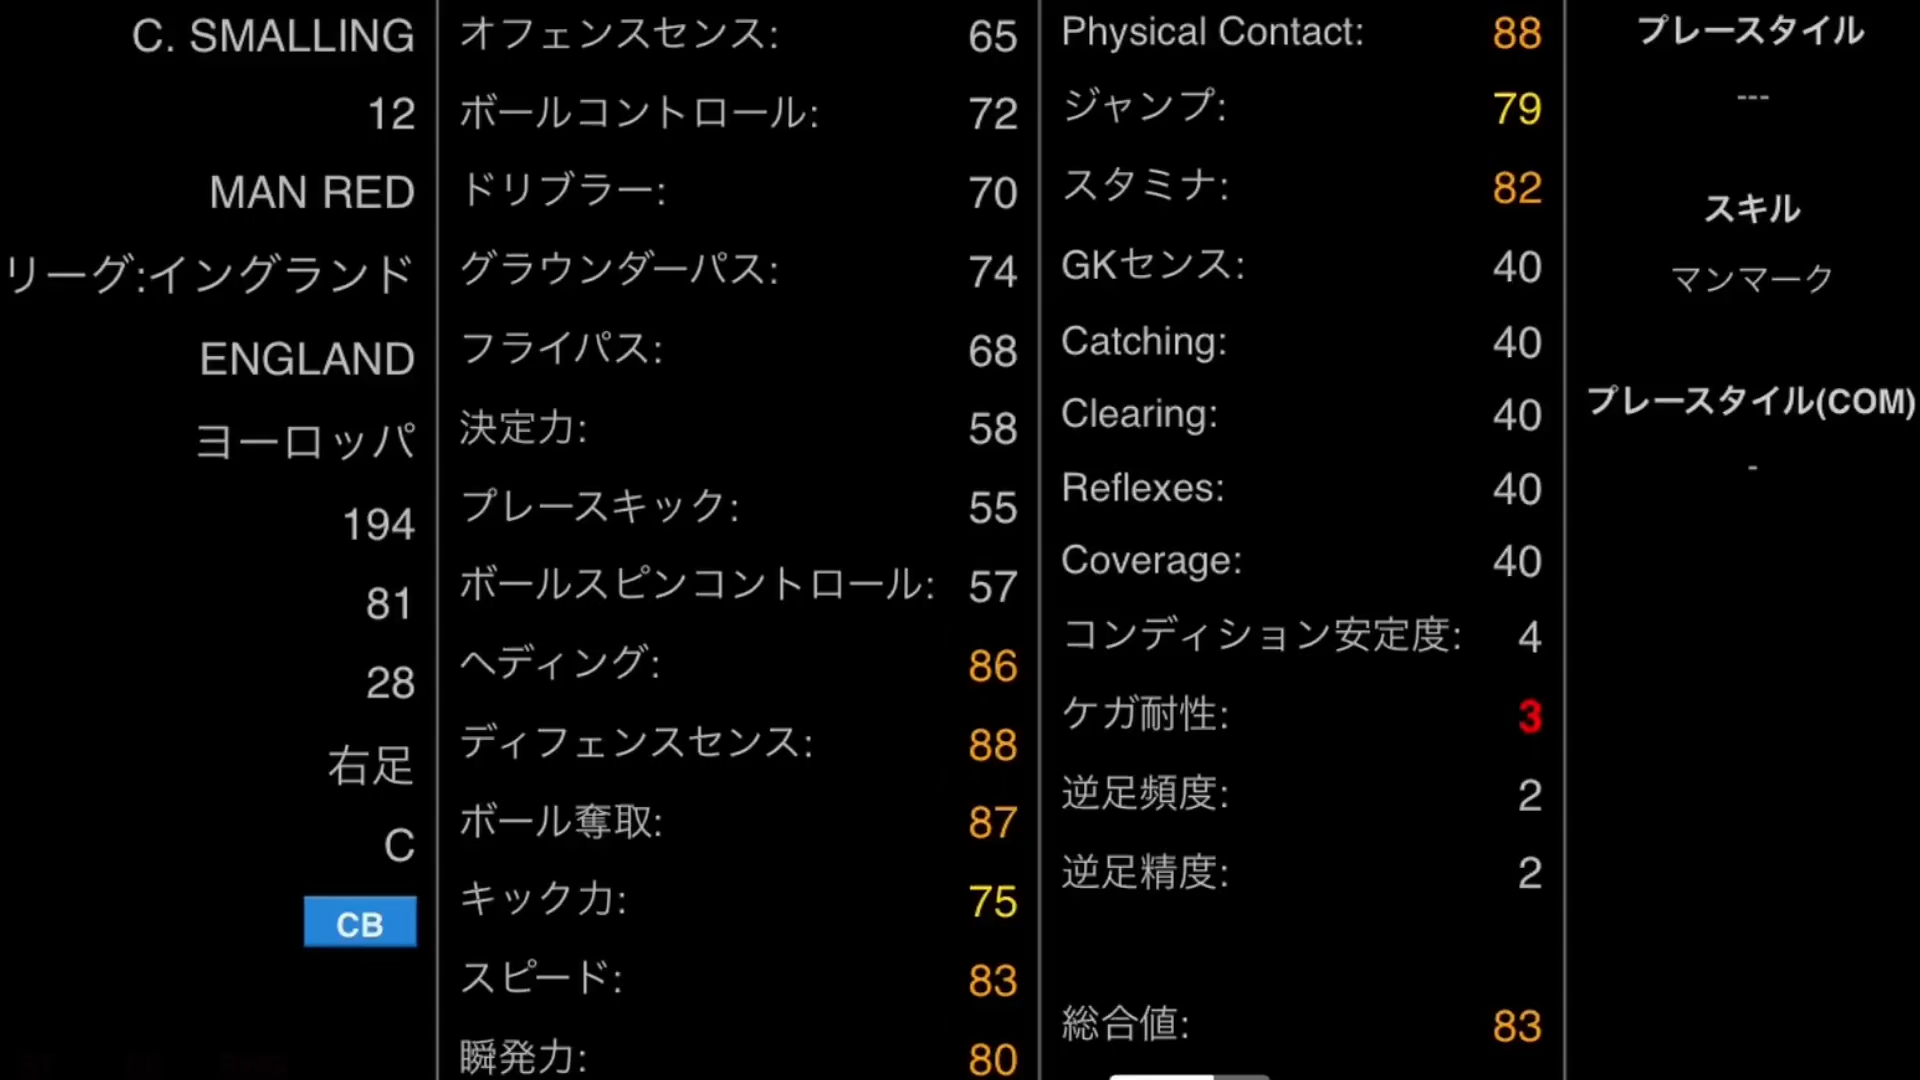 C. SMALLING
12
MAN RED
リーグ:イングランド
ENGLAND
ヨーロッパ
194
81
28
右足
C
CB
オフェンスセンス: 65
ボールコントロール: 72
ドリブラー: 70
グラウンダーパス: 74
フライパス: 68
決定力: 58
プレースキック: 55
ボールスピンコントロール: 57
ヘディング: 86
ディフェンスセンス: 88
ボール奪取: 87
キック力: 75
スピード: 83
瞬発力: 80
Physical Contact: 88
ジャンプ: 79
スタミナ: 82
GKセンス: 40
Catching: 40
Clearing: 40
Reflexes: 40
Coverage: 40
コンディション安定度: 4
ケガ耐性: 3
逆足頻度: 2
逆足精度: 2
総合値: 83
プレースタイル
---
スキル
マンマーク
プレースタイル(COM)
-